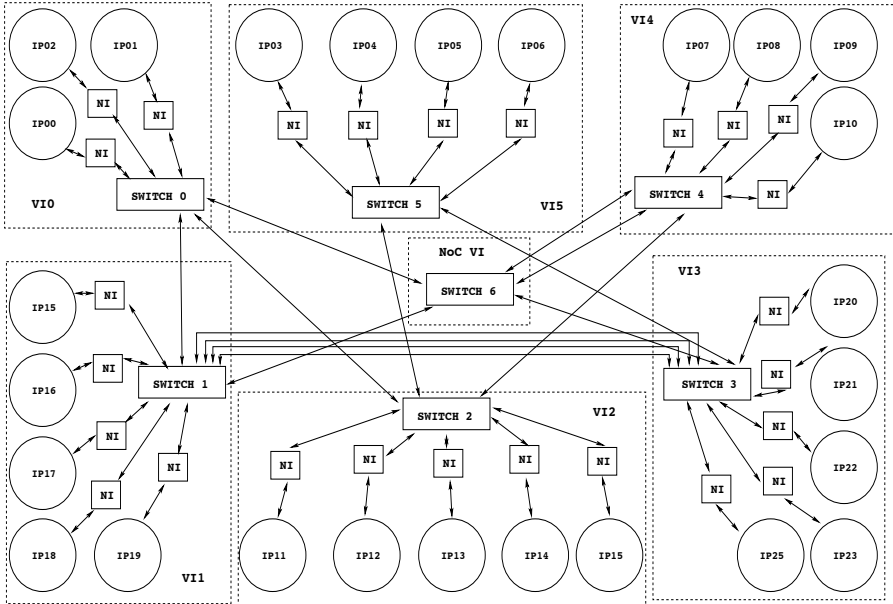 IP02
IP01
IP00
NI
NI
NI
SWITCH 0
VI0
IP03
IP04
IP05
IP06
NI
NI
NI
NI
SWITCH 5
VI5
VI4
IP07
IP08
IP09
IP10
NI
NI
NI
NI
SWITCH 4
NoC VI
SWITCH 6
IP15
NI
IP16
NI
SWITCH 1
IP17
NI
NI
NI
IP18
IP19
VI1
SWITCH 2
VI2
NI
NI
NI
NI
NI
IP11
IP12
IP13
IP14
IP15
VI3
IP20
NI
SWITCH 3
NI
IP21
NI
IP22
NI
NI
IP25
IP23